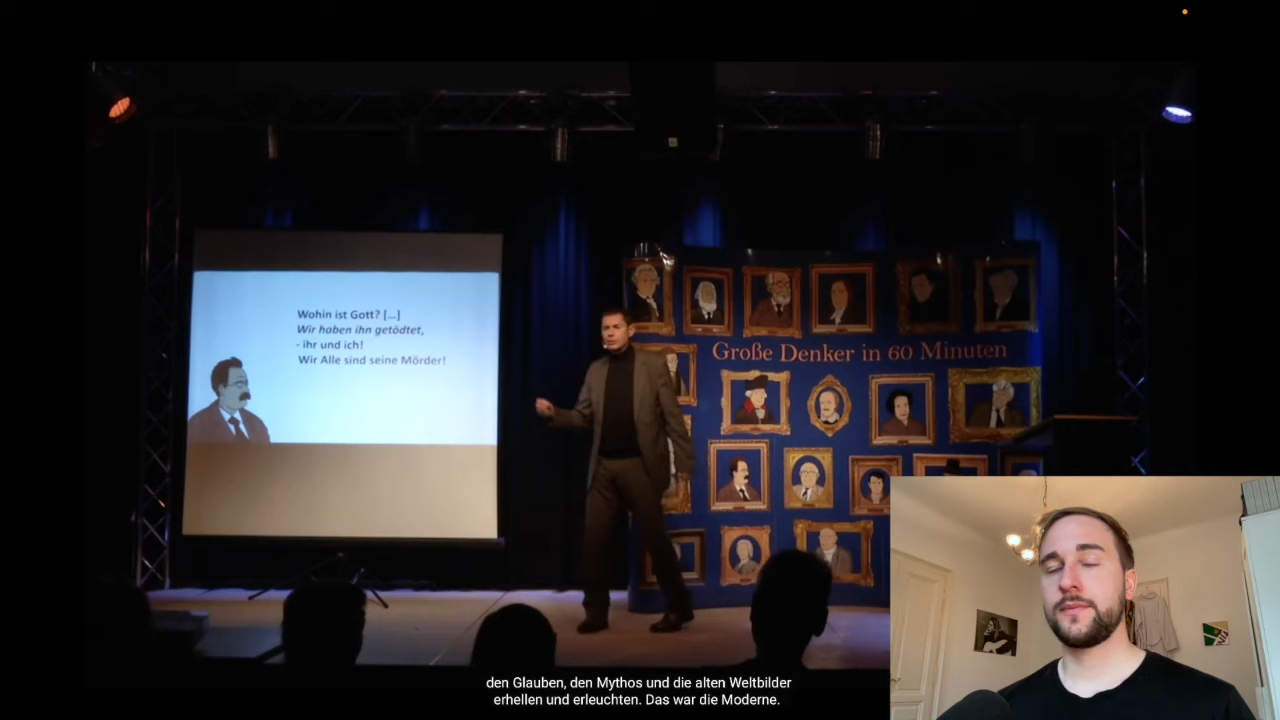 Wohin ist Gott? [...]
Wir haben ihn getödtet,
- ihr und ich!
Wir Alle sind seine Mörder!
Große Denker in 60 Minuten
den Glauben, den Mythos und die alten Weltbilder
erhellen und erleuchten. Das war die Moderne.